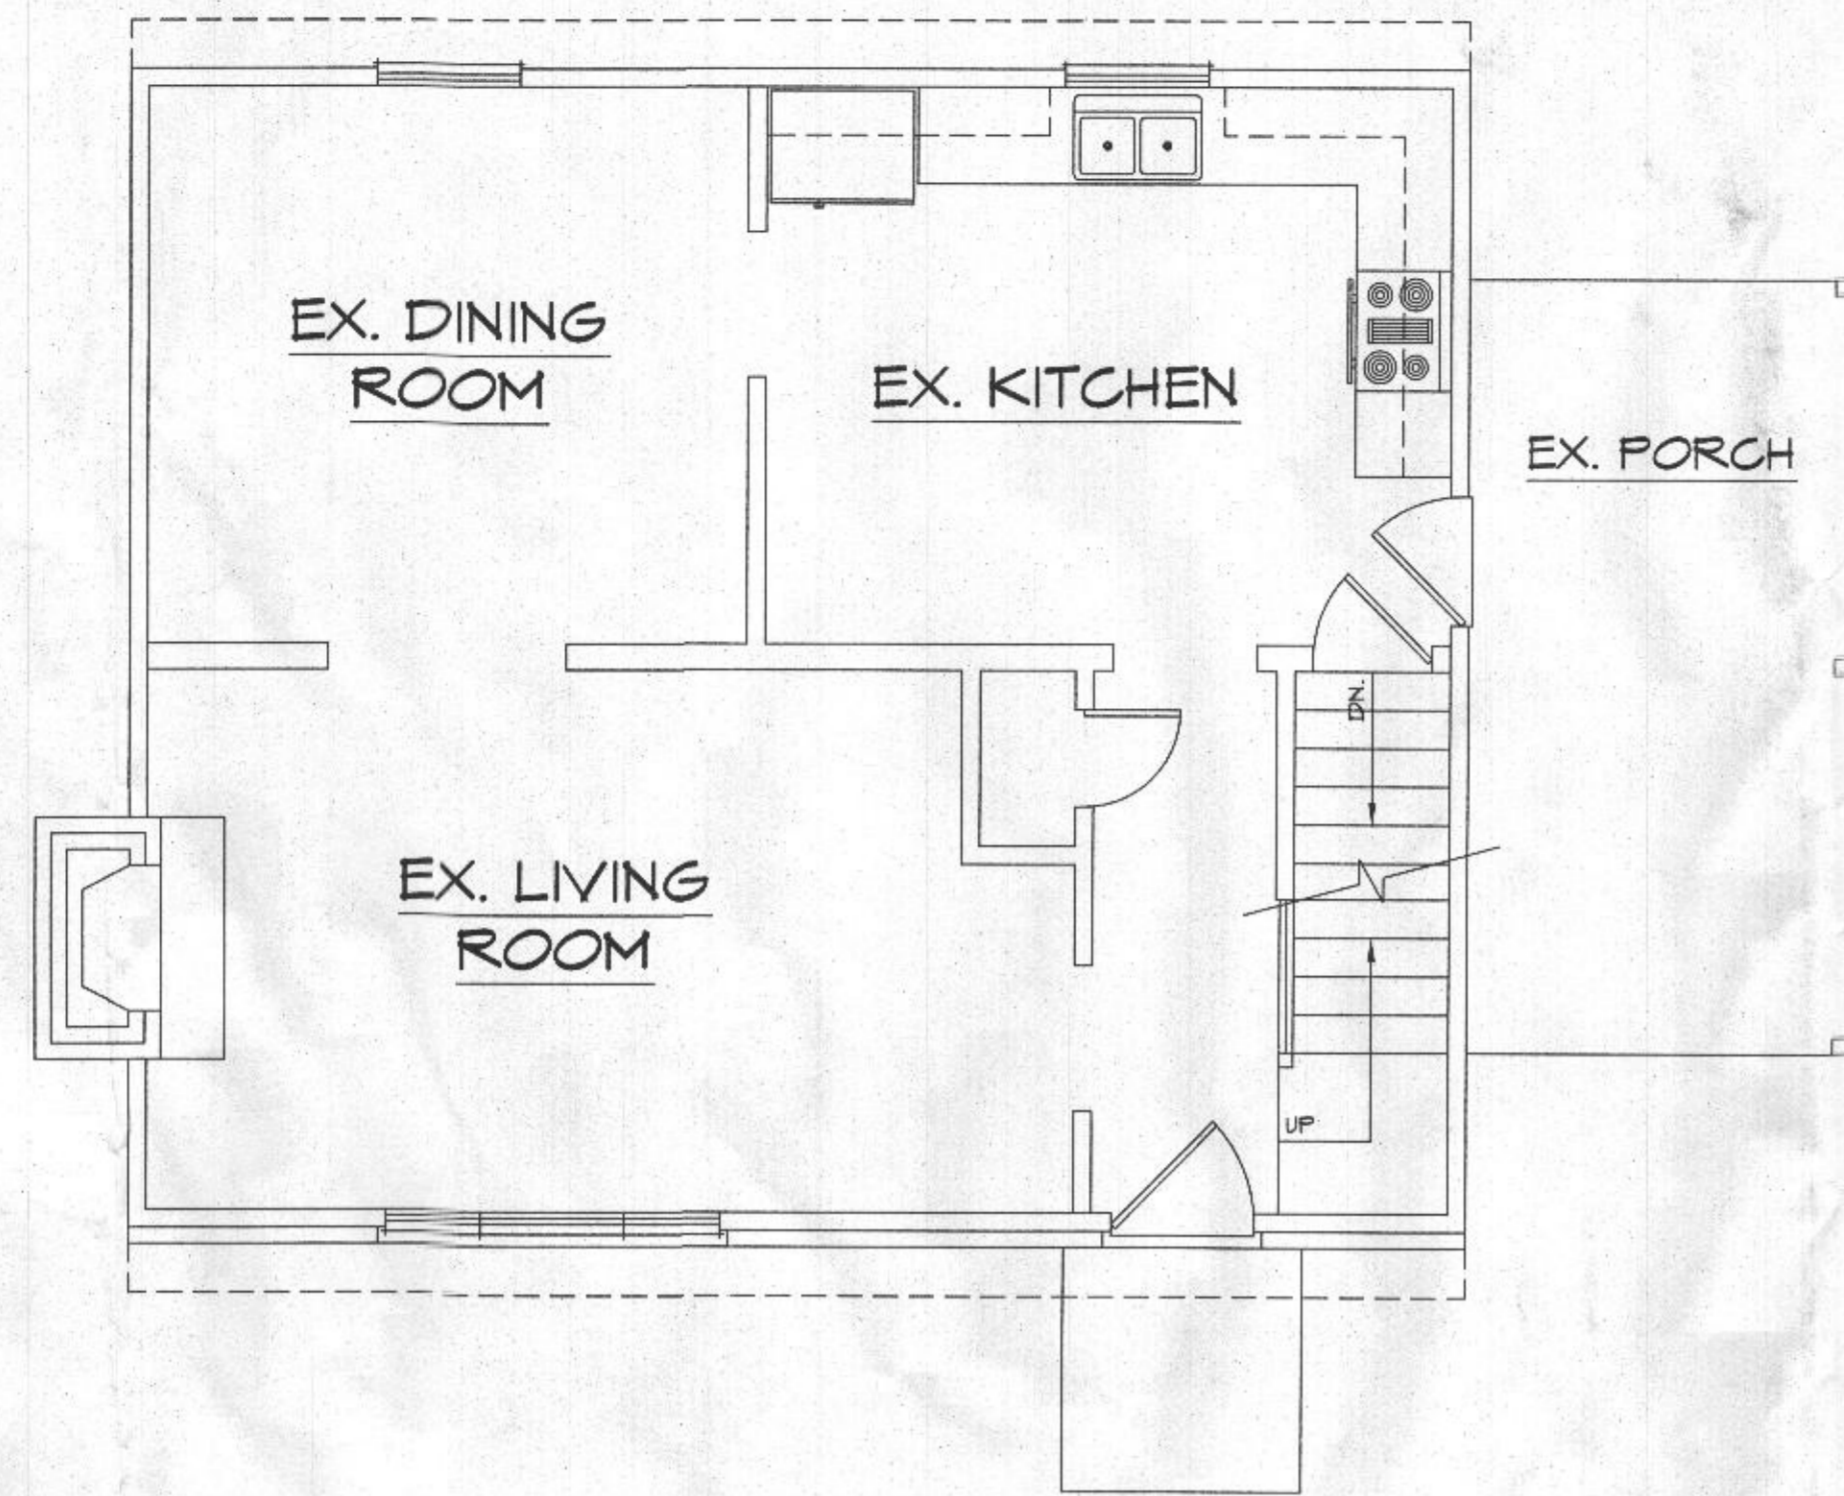 EX. DINING
ROOM
EX. KITCHEN
EX. PORCH
DN.
EX. LIVING
ROOM
UP